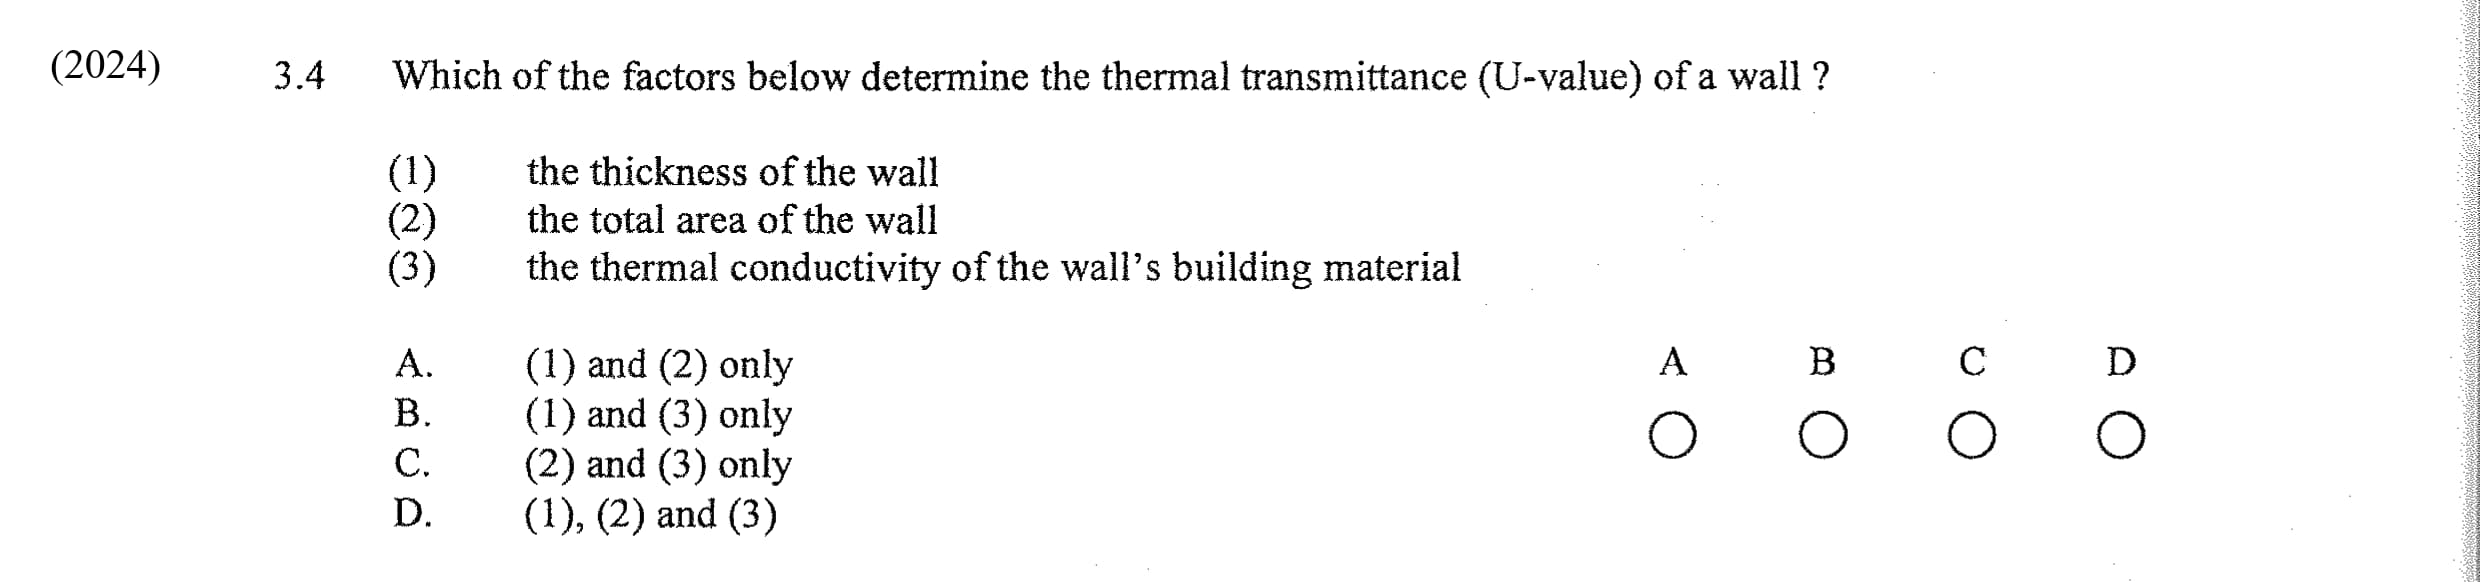 (2024) 3.4 Which of the factors below determine the thermal transmittance (U-value) of a wall ?
(1) the thickness of the wall
(2) the total area of the wall
(3) the thermal conductivity of the wall's building material
A. (1) and (2) only
B. (1) and (3) only
C. (2) and (3) only
D. (1), (2) and (3)
A B C D